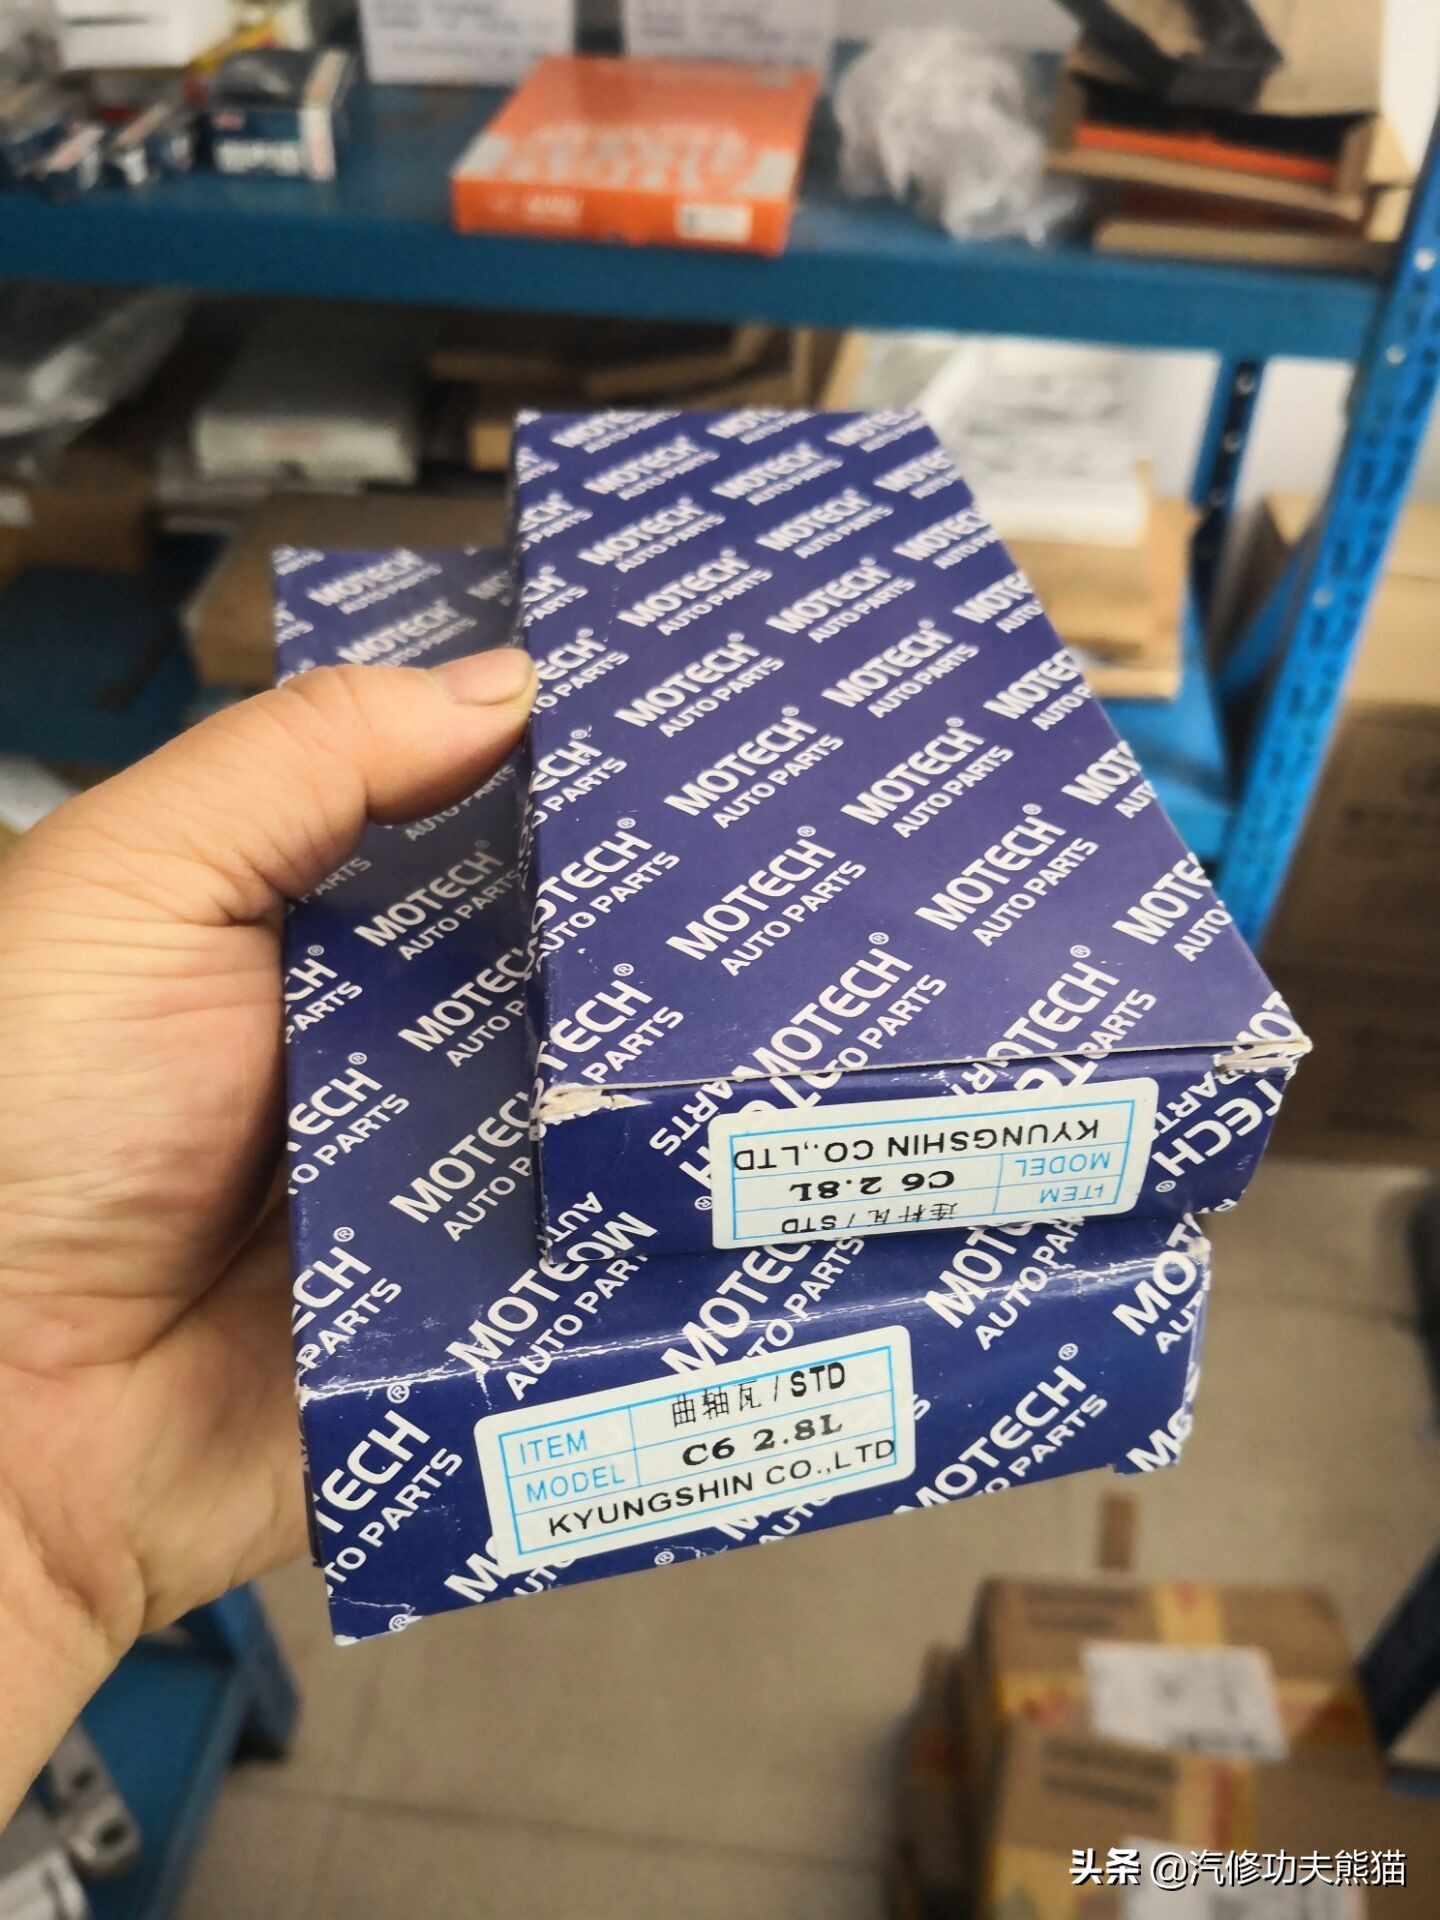 MOTECH®
AUTO PARTS
KYUNGSHIN CO.,LTD
MODEL C6 2.8L
ITEM 连杆瓦/STD
ITEM 曲轴瓦/STD
MODEL C6 2.8L
KYUNGSHIN CO.,LTD
头条 @汽修功夫熊猫